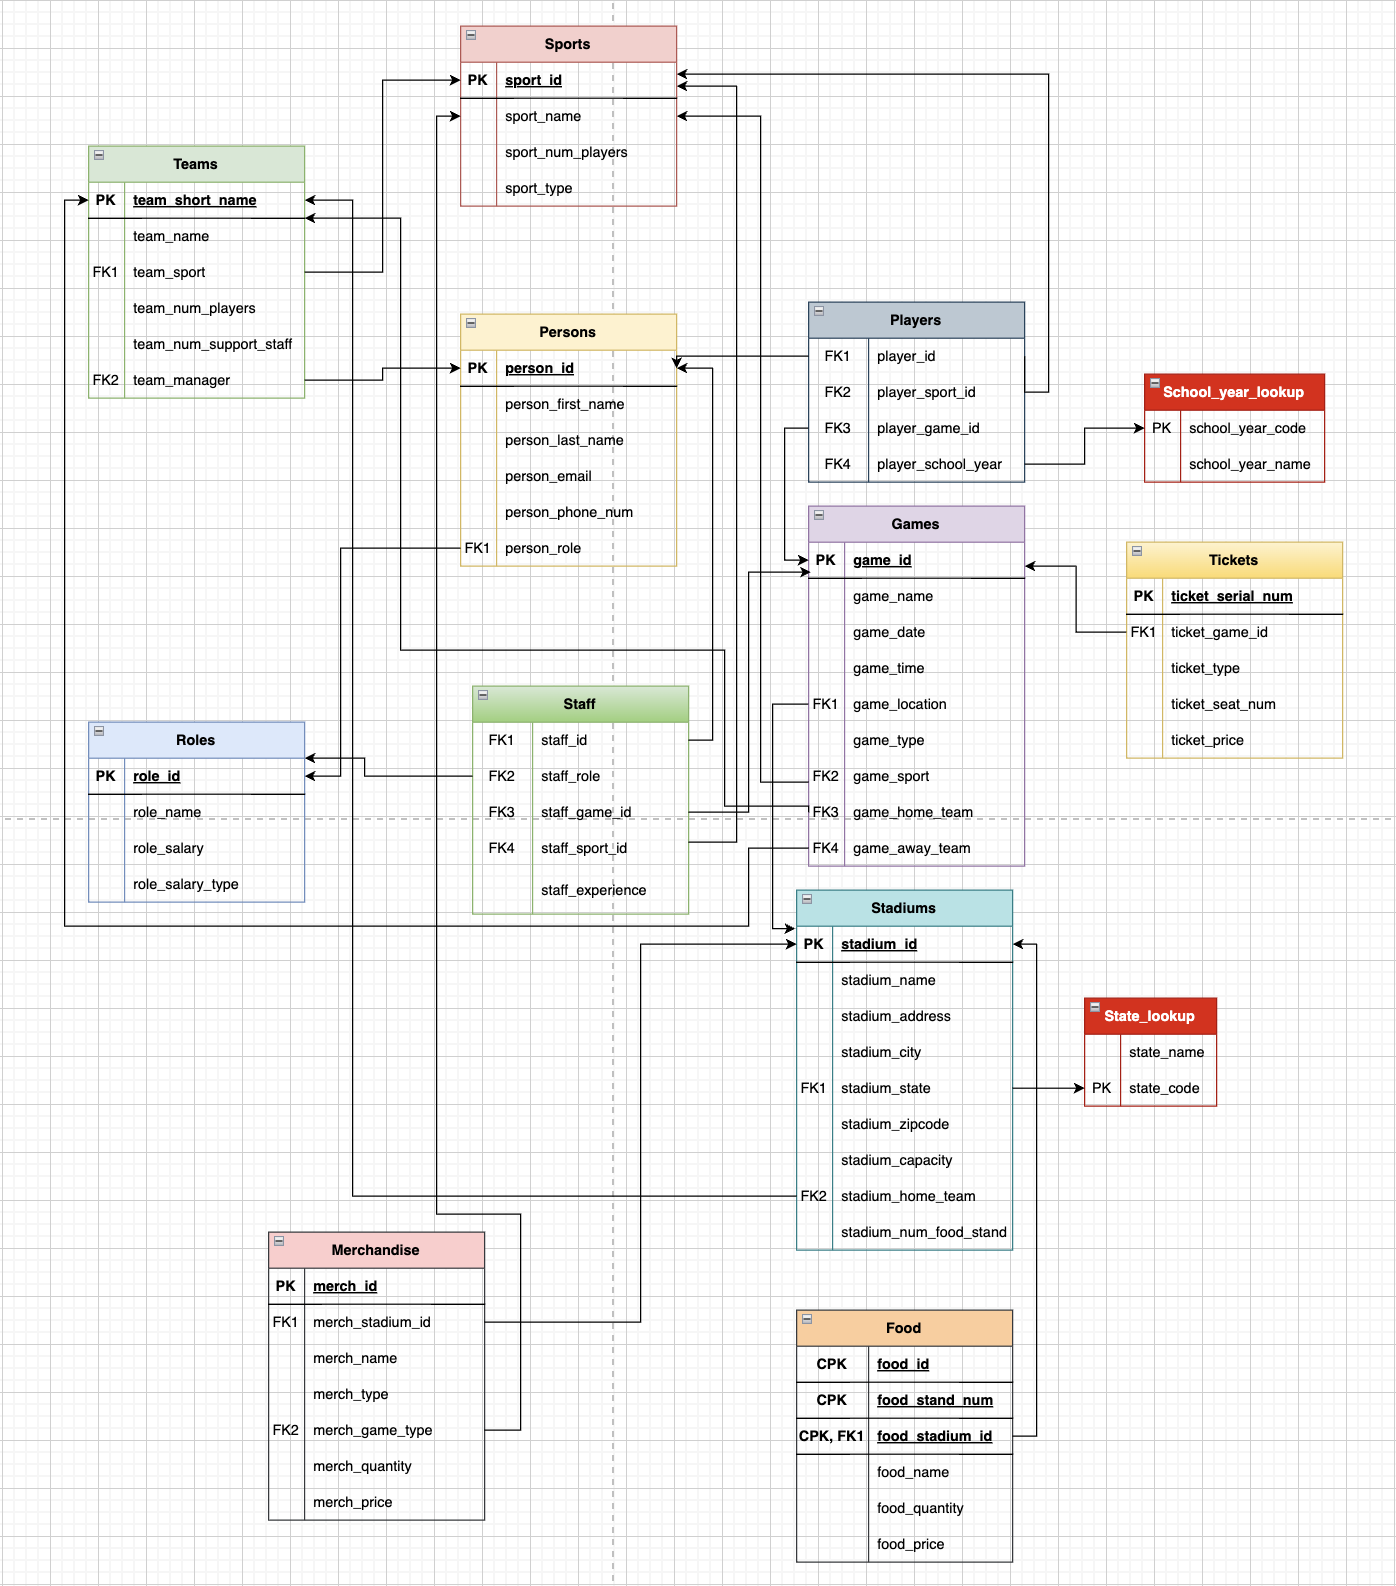 Sports
PK sport_id
sport_name
sport_num_players
sport_type
Teams
PK team_short_name
team_name
FK1 team_sport
team_num_players
team_num_support_staff
FK2 team_manager
Persons
PK person_id
person_first_name
person_last_name
person_email
person_phone_num
FK1 person_role
Players
FK1 player_id
FK2 player_sport_id
FK3 player_game_id
FK4 player_school_year
School_year_lookup
PK school_year_code
school_year_name
Games
PK game_id
game_name
game_date
game_time
FK1 game_location
game_type
FK2 game_sport
FK3 game_home_team
FK4 game_away_team
Tickets
PK ticket_serial_num
FK1 ticket_game_id
ticket_type
ticket_seat_num
ticket_price
Roles
PK role_id
role_name
role_salary
role_salary_type
Staff
FK1 staff_id
FK2 staff_role
FK3 staff_game_id
FK4 staff_sport_id
staff_experience
Stadiums
PK stadium_id
stadium_name
stadium_address
stadium_city
FK1 stadium_state
stadium_zipcode
stadium_capacity
FK2 stadium_home_team
stadium_num_food_stand
State_lookup
state_name
PK state_code
Merchandise
PK merch_id
FK1 merch_stadium_id
merch_name
merch_type
FK2 merch_game_type
merch_quantity
merch_price
Food
CPK food_id
CPK food_stand_num
CPK, FK1 food_stadium_id
food_name
food_quantity
food_price